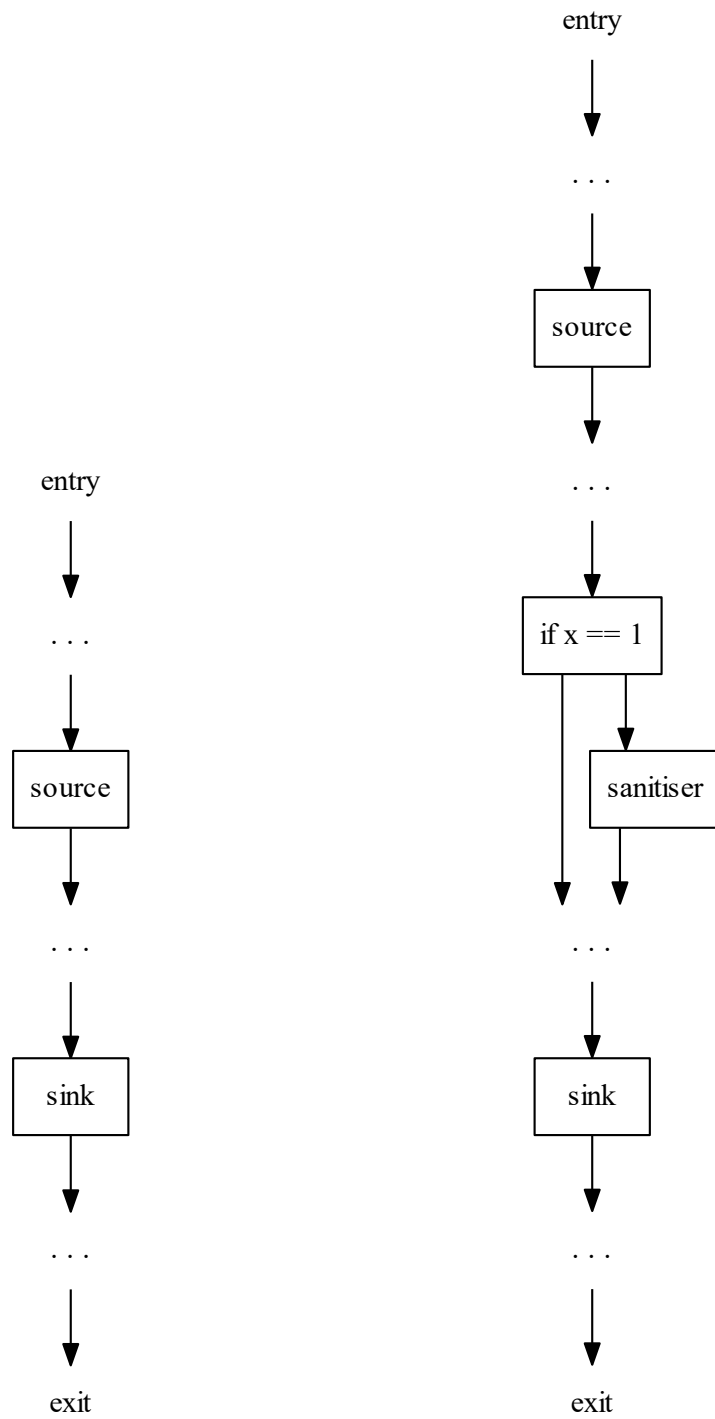 entry
. . .
source
. . .
sink
. . .
exit
entry
. . .
source
. . .
if x == 1
sanitiser
. . .
sink
. . .
exit